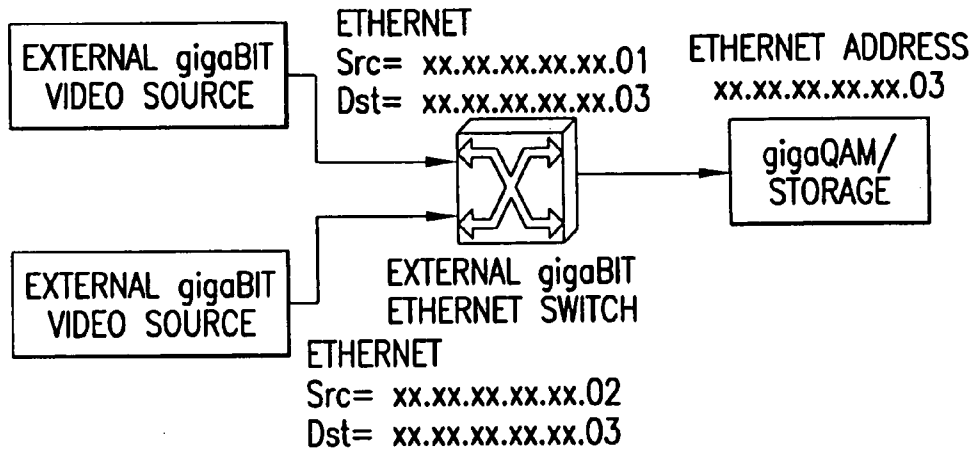 EXTERNAL gigaBIT
VIDEO SOURCE
ETHERNET
Src= xx.xx.xx.xx.xx.01
Dst= xx.xx.xx.xx.xx.03
ETHERNET ADDRESS
xx.xx.xx.xx.xx.03
gigaQAM/
STORAGE
EXTERNAL gigaBIT
ETHERNET SWITCH
EXTERNAL gigaBIT
VIDEO SOURCE
ETHERNET
Src= xx.xx.xx.xx.xx.02
Dst= xx.xx.xx.xx.xx.03